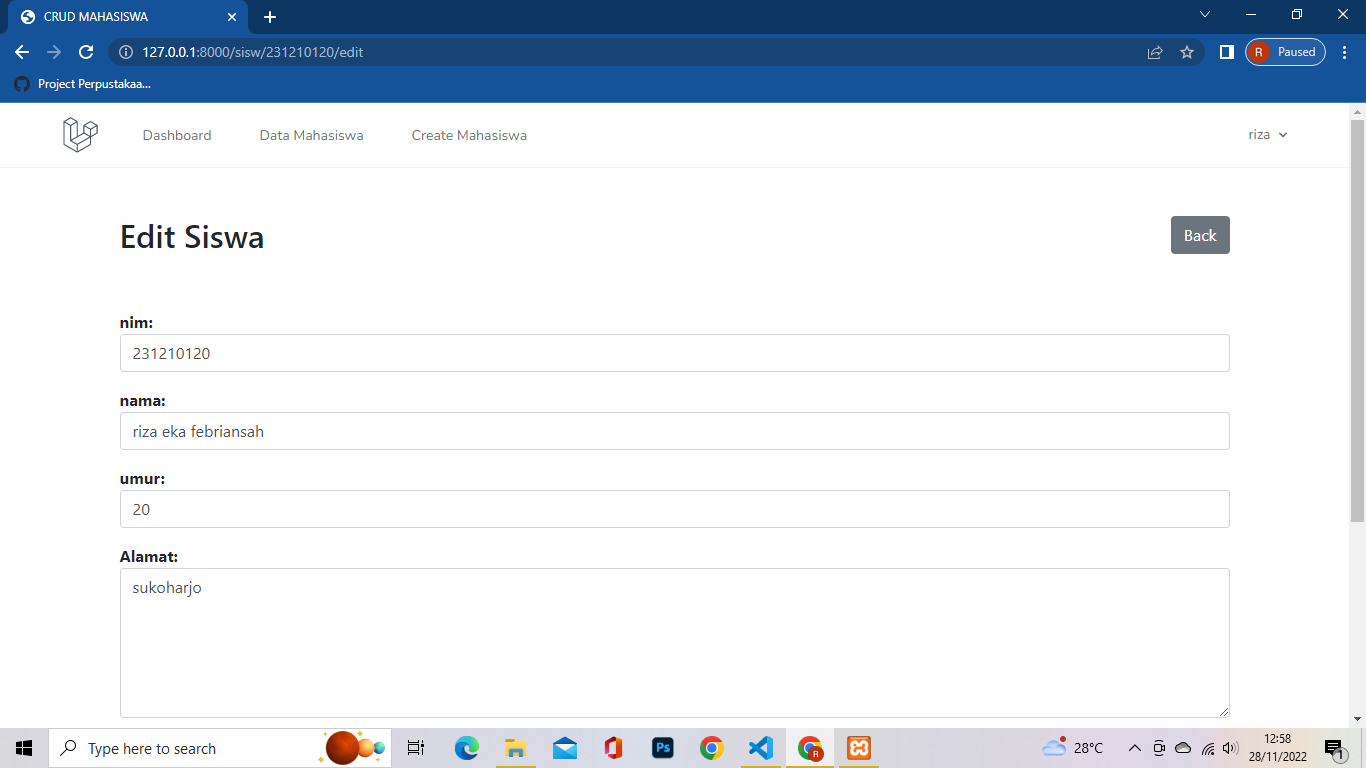 CRUD MAHASISWA
127.0.0.1:8000/sisw/231210120/edit
R Paused
Project Perpustakaa...
Dashboard Data Mahasiswa Create Mahasiswa riza
Edit Siswa Back
nim:
231210120
nama:
riza eka febriansah
umur:
20
Alamat:
sukoharjo
Type here to search
Ps
R
28°C
12:58
28/11/2022
1